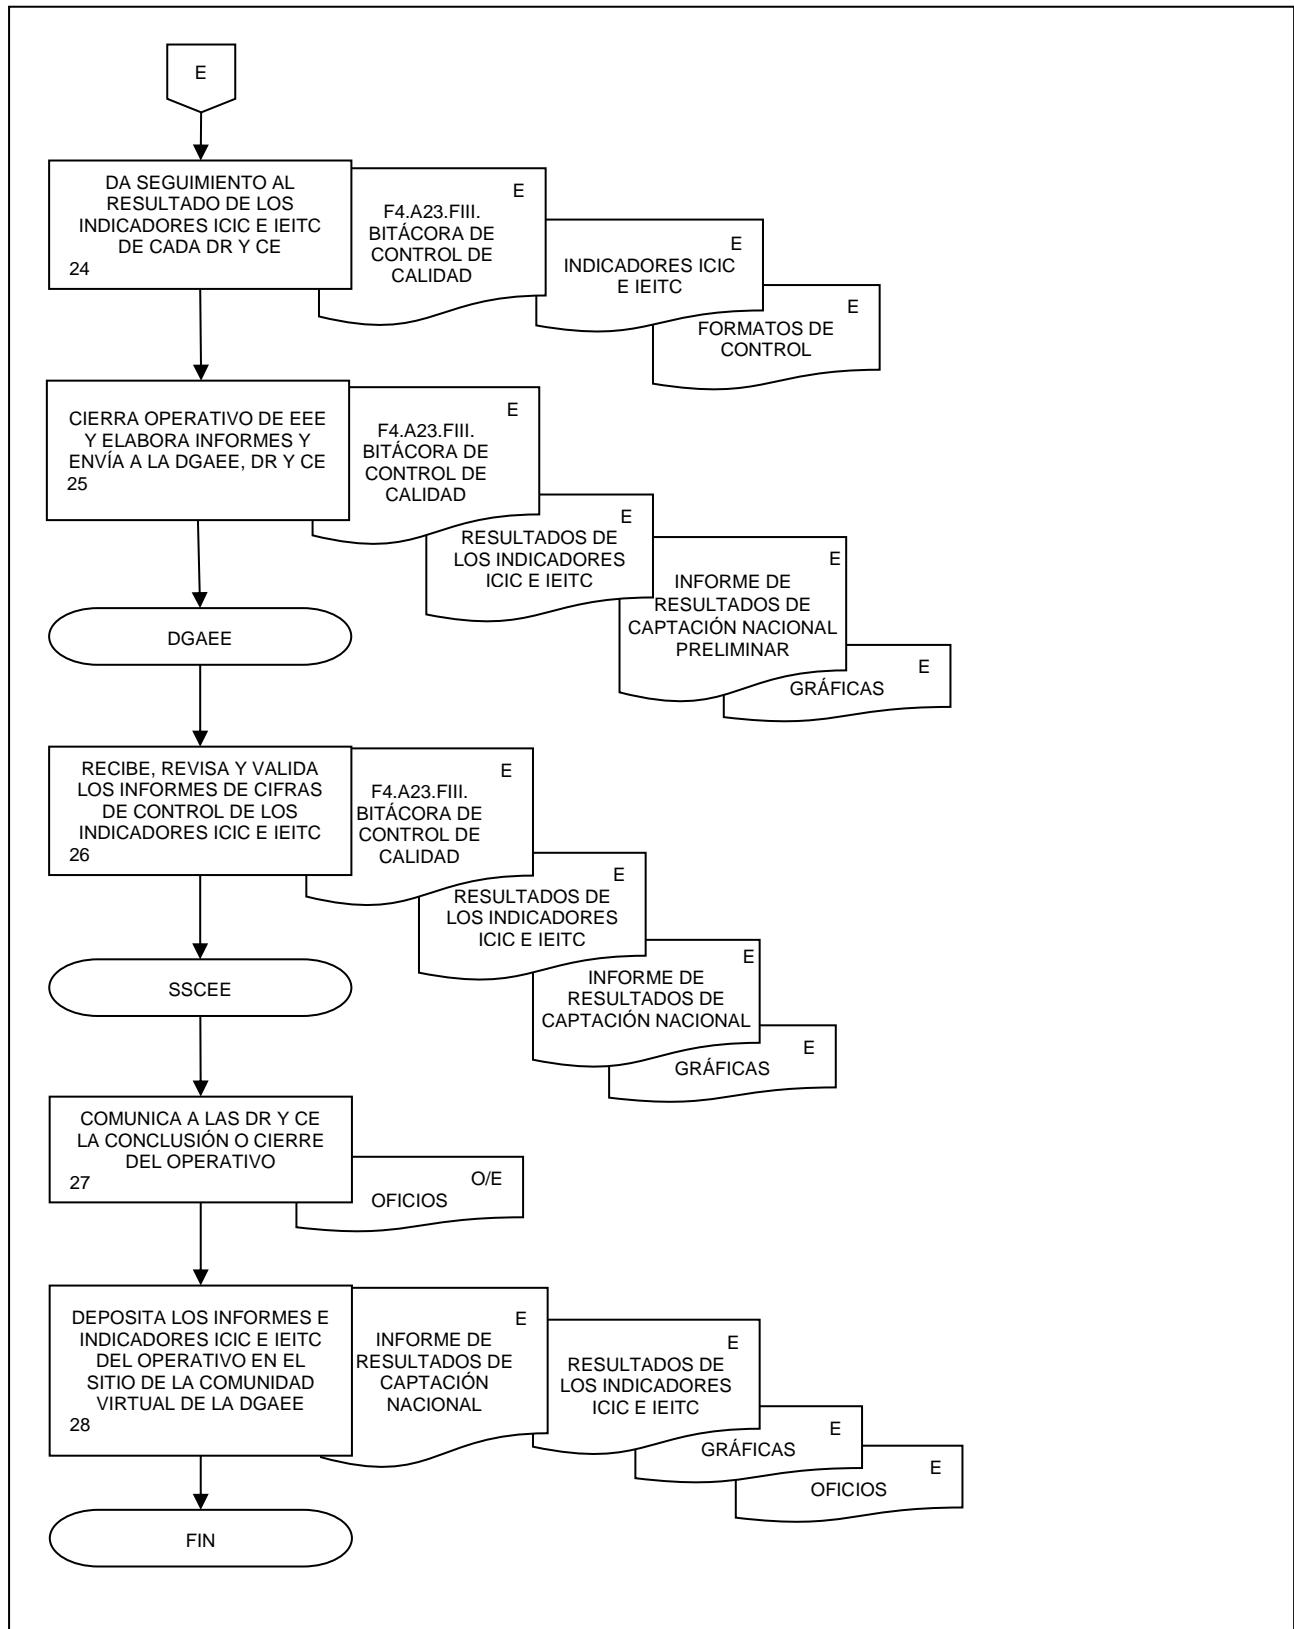 E
DA SEGUIMIENTO AL
RESULTADO DE LOS
INDICADORES ICIC E IEITC
DE CADA DR Y CE
24
E
F4.A23.FIII.
BITÁCORA DE
CONTROL DE
CALIDAD
E
INDICADORES ICIC
E IEITC
E
FORMATOS DE
CONTROL
CIERRA OPERATIVO DE EEE
Y ELABORA INFORMES Y
ENVÍA A LA DGAEE, DR Y CE
25
E
F4.A23.FIII.
BITÁCORA DE
CONTROL DE
CALIDAD
E
RESULTADOS DE
LOS INDICADORES
ICIC E IEITC
E
INFORME DE
RESULTADOS DE
CAPTACIÓN NACIONAL
PRELIMINAR
E
GRÁFICAS
DGAEE
RECIBE, REVISA Y VALIDA
LOS INFORMES DE CIFRAS
DE CONTROL DE LOS
INDICADORES ICIC E IEITC
26
E
F4.A23.FIII.
BITÁCORA DE
CONTROL DE
CALIDAD
E
RESULTADOS DE
LOS INDICADORES
ICIC E IEITC
E
INFORME DE
RESULTADOS DE
CAPTACIÓN NACIONAL
E
GRÁFICAS
SSCEE
COMUNICA A LAS DR Y CE
LA CONCLUSIÓN O CIERRE
DEL OPERATIVO
27
O/E
OFICIOS
DEPOSITA LOS INFORMES E
INDICADORES ICIC E IEITC
DEL OPERATIVO EN EL
SITIO DE LA COMUNIDAD
VIRTUAL DE LA DGAEE
28
E
INFORME DE
RESULTADOS DE
CAPTACIÓN
NACIONAL
E
RESULTADOS DE
LOS INDICADORES
ICIC E IEITC
E
GRÁFICAS
E
OFICIOS
FIN